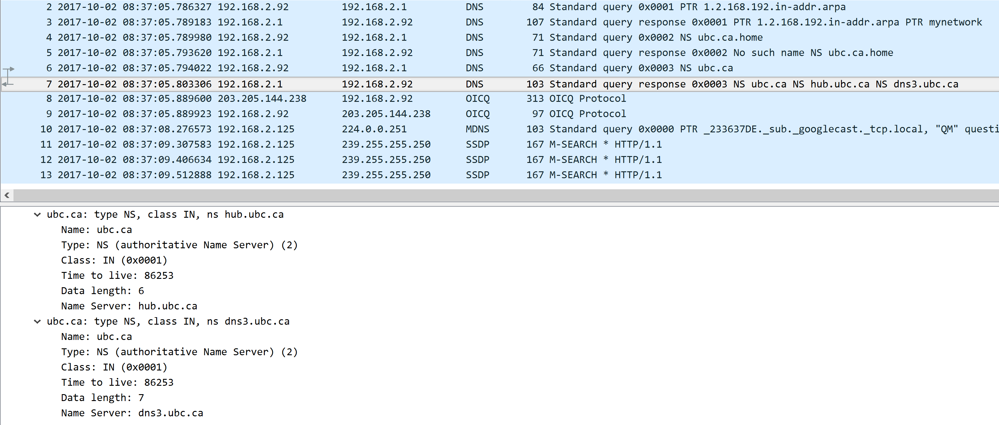 2 2017-10-02 08:37:05.786327 192.168.2.92 192.168.2.1 DNS 84 Standard query 0x0001 PTR 1.2.168.192.in-addr.arpa
3 2017-10-02 08:37:05.789183 192.168.2.1 192.168.2.92 DNS 107 Standard query response 0x0001 PTR 1.2.168.192.in-addr.arpa PTR mynetwork
4 2017-10-02 08:37:05.789980 192.168.2.92 192.168.2.1 DNS 71 Standard query 0x0002 NS ubc.ca.home
5 2017-10-02 08:37:05.793620 192.168.2.1 192.168.2.92 DNS 71 Standard query response 0x0002 No such name NS ubc.ca.home
6 2017-10-02 08:37:05.794022 192.168.2.92 192.168.2.1 DNS 66 Standard query 0x0003 NS ubc.ca
7 2017-10-02 08:37:05.803306 192.168.2.1 192.168.2.92 DNS 103 Standard query response 0x0003 NS ubc.ca NS hub.ubc.ca NS dns3.ubc.ca
8 2017-10-02 08:37:05.889600 203.205.144.238 192.168.2.92 OICQ 313 OICQ Protocol
9 2017-10-02 08:37:05.889923 192.168.2.92 203.205.144.238 OICQ 97 OICQ Protocol
10 2017-10-02 08:37:08.276573 192.168.2.125 224.0.0.251 MDNS 103 Standard query 0x0000 PTR _233637DE._sub._googlecast._tcp.local, "QM" questi
11 2017-10-02 08:37:09.307583 192.168.2.125 239.255.255.250 SSDP 167 M-SEARCH * HTTP/1.1
12 2017-10-02 08:37:09.406634 192.168.2.125 239.255.255.250 SSDP 167 M-SEARCH * HTTP/1.1
13 2017-10-02 08:37:09.512888 192.168.2.125 239.255.255.250 SSDP 167 M-SEARCH * HTTP/1.1
ubc.ca: type NS, class IN, ns hub.ubc.ca
Name: ubc.ca
Type: NS (authoritative Name Server) (2)
Class: IN (0x0001)
Time to live: 86253
Data length: 6
Name Server: hub.ubc.ca
ubc.ca: type NS, class IN, ns dns3.ubc.ca
Name: ubc.ca
Type: NS (authoritative Name Server) (2)
Class: IN (0x0001)
Time to live: 86253
Data length: 7
Name Server: dns3.ubc.ca